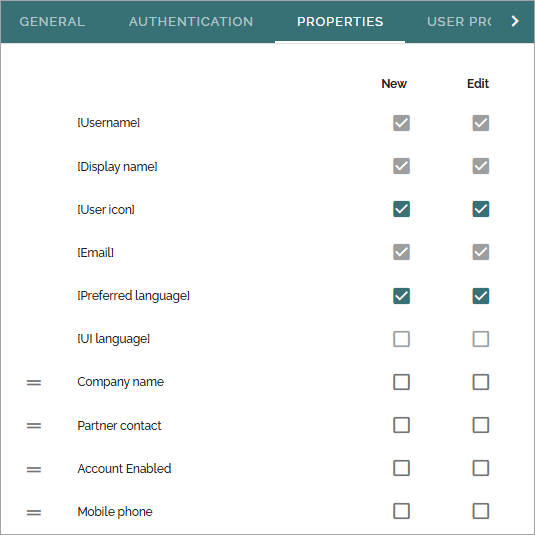 GENERAL AUTHENTICATION PROPERTIES USER PRO
New Edit
[Username]
[Display name]
[User icon]
[Email]
[Preferred language]
[UI language]
Company name
Partner contact
Account Enabled
Mobile phone